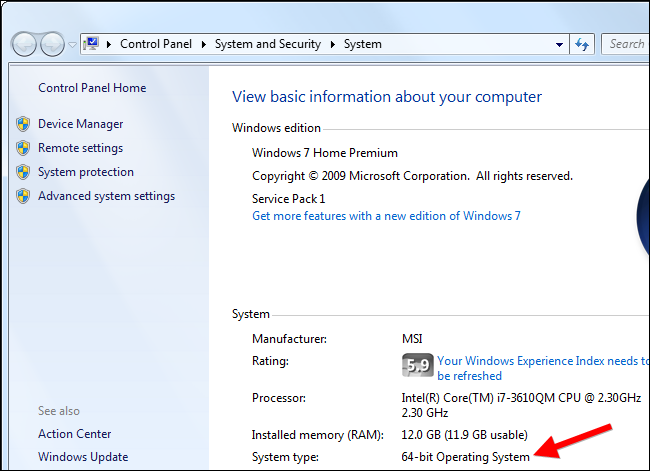 Control Panel System and Security System Search
Control Panel Home
Device Manager
Remote settings
System protection
Advanced system settings
See also
Action Center
Windows Update
View basic information about your computer
Windows edition
Windows 7 Home Premium
Copyright © 2009 Microsoft Corporation. All rights reserved.
Service Pack 1
Get more features with a new edition of Windows 7
System
Manufacturer: MSI
Rating: 5.9 Your Windows Experience Index needs to
be refreshed
Processor: Intel(R) Core(TM) i7-3610QM CPU @ 2.30GHz
2.30 GHz
Installed memory (RAM): 12.0 GB (11.9 GB usable)
System type: 64-bit Operating System